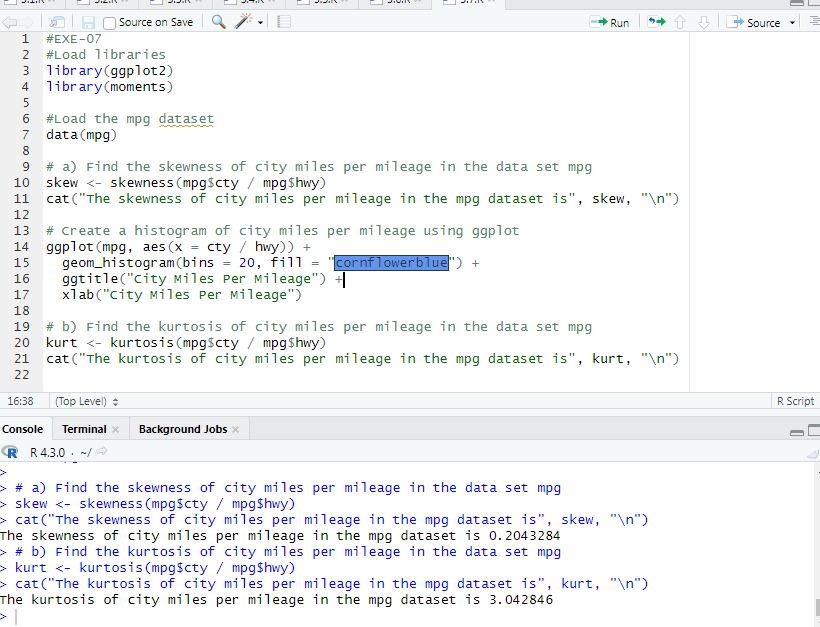 Source on Save
Run
Source
1 #EXE-07
2 #Load libraries
3 library(ggplot2)
4 library(moments)
5
6 #Load the mpg dataset
7 data(mpg)
8
9 # a) Find the skewness of city miles per mileage in the data set mpg
10 skew <- skewness(mpg$cty / mpg$hwy)
11 cat("The skewness of city miles per mileage in the mpg dataset is", skew, "\n")
12
13 # Create a histogram of city miles per mileage using ggplot
14 ggplot(mpg, aes(x = cty / hwy)) +
15 geom_histogram(bins = 20, fill = "cornflowerblue") +
16 ggtitle("City Miles Per Mileage") +
17 xlab("City Miles Per Mileage")
18
19 # b) Find the kurtosis of city miles per mileage in the data set mpg
20 kurt <- kurtosis(mpg$cty / mpg$hwy)
21 cat("The kurtosis of city miles per mileage in the mpg dataset is", kurt, "\n")
22
16:38 (Top Level) R Script
Console Terminal Background Jobs
R R 4.3.0 · ~/
>
> # a) Find the skewness of city miles per mileage in the data set mpg
> skew <- skewness(mpg$cty / mpg$hwy)
> cat("The skewness of city miles per mileage in the mpg dataset is", skew, "\n")
The skewness of city miles per mileage in the mpg dataset is 0.2043284
> # b) Find the kurtosis of city miles per mileage in the data set mpg
> kurt <- kurtosis(mpg$cty / mpg$hwy)
> cat("The kurtosis of city miles per mileage in the mpg dataset is", kurt, "\n")
The kurtosis of city miles per mileage in the mpg dataset is 3.042846
>